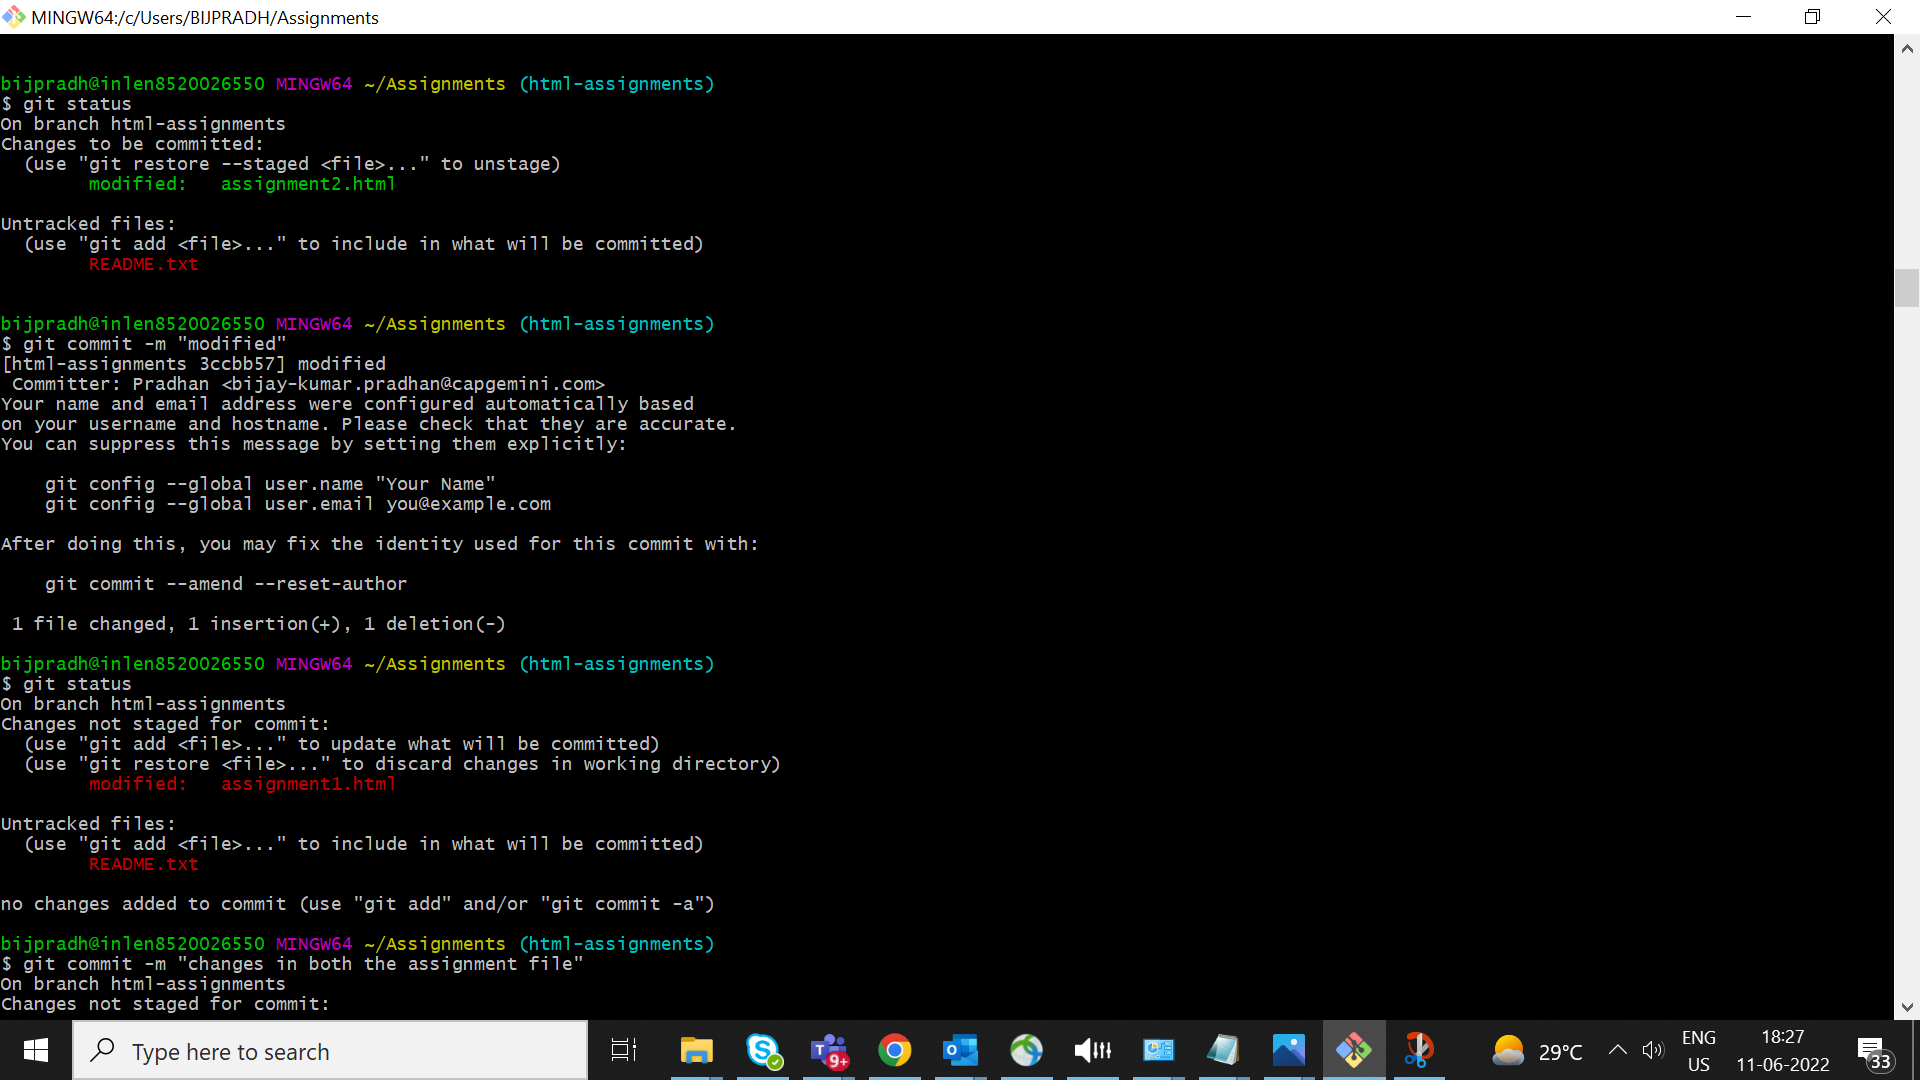 MINGW64:/c/Users/BIJPRADH/Assignments
bijpradh@inlen8520026550 MINGW64 ~/Assignments (html-assignments)
$ git status
On branch html-assignments
Changes to be committed:
  (use "git restore --staged <file>..." to unstage)
        modified:   assignment2.html
Untracked files:
  (use "git add <file>..." to include in what will be committed)
        README.txt
bijpradh@inlen8520026550 MINGW64 ~/Assignments (html-assignments)
$ git commit -m "modified"
[html-assignments 3ccbb57] modified
 Committer: Pradhan <bijay-kumar.pradhan@capgemini.com>
Your name and email address were configured automatically based
on your username and hostname. Please check that they are accurate.
You can suppress this message by setting them explicitly:
    git config --global user.name "Your Name"
    git config --global user.email you@example.com
After doing this, you may fix the identity used for this commit with:
    git commit --amend --reset-author
 1 file changed, 1 insertion(+), 1 deletion(-)
bijpradh@inlen8520026550 MINGW64 ~/Assignments (html-assignments)
$ git status
On branch html-assignments
Changes not staged for commit:
  (use "git add <file>..." to update what will be committed)
  (use "git restore <file>..." to discard changes in working directory)
        modified:   assignment1.html
Untracked files:
  (use "git add <file>..." to include in what will be committed)
        README.txt
no changes added to commit (use "git add" and/or "git commit -a")
bijpradh@inlen8520026550 MINGW64 ~/Assignments (html-assignments)
$ git commit -m "changes in both the assignment file"
On branch html-assignments
Changes not staged for commit:
Type here to search
9+
29°C
ENG
US
18:27
11-06-2022
33